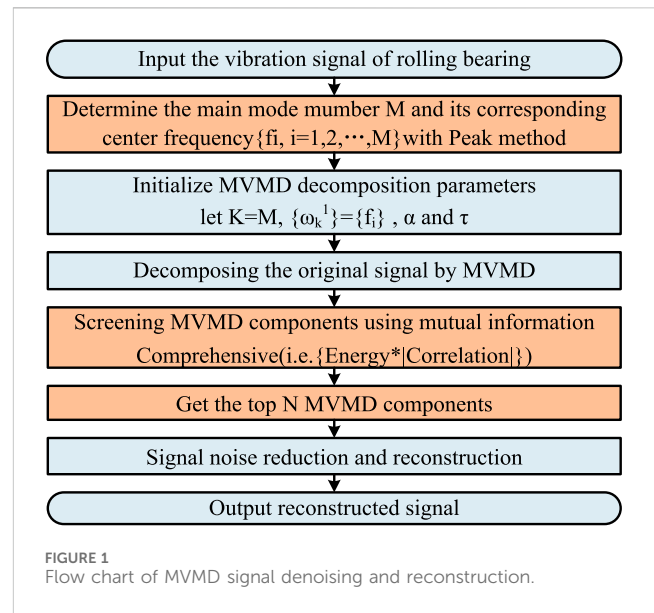 Input the vibration signal of rolling bearing
Determine the main mode mumber M and its corresponding
center frequency{fi, i=1,2,⋯,M}with Peak method
Initialize MVMD decomposition parameters
let K=M, {ω_k^1}={f_i} , α and τ
Decomposing the original signal by MVMD
Screening MVMD components using mutual information
Comprehensive(i.e.{Energy*|Correlation|})
Get the top N MVMD components
Signal noise reduction and reconstruction
Output reconstructed signal
FIGURE 1
Flow chart of MVMD signal denoising and reconstruction.